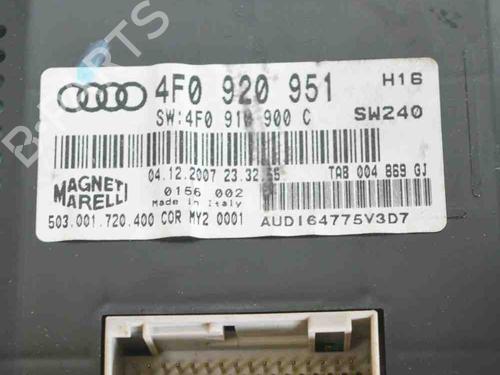 B-PARTS
4F0 920 951 H16
SW:4F0 910 900 C SW240
04.12.2007 23.32.55 TAB 004 869 GJ
MAGNETI MARELLI
0156 002
Made in Italy
503.001.720.400 COR MY2 0001 AUDI64775V3D7